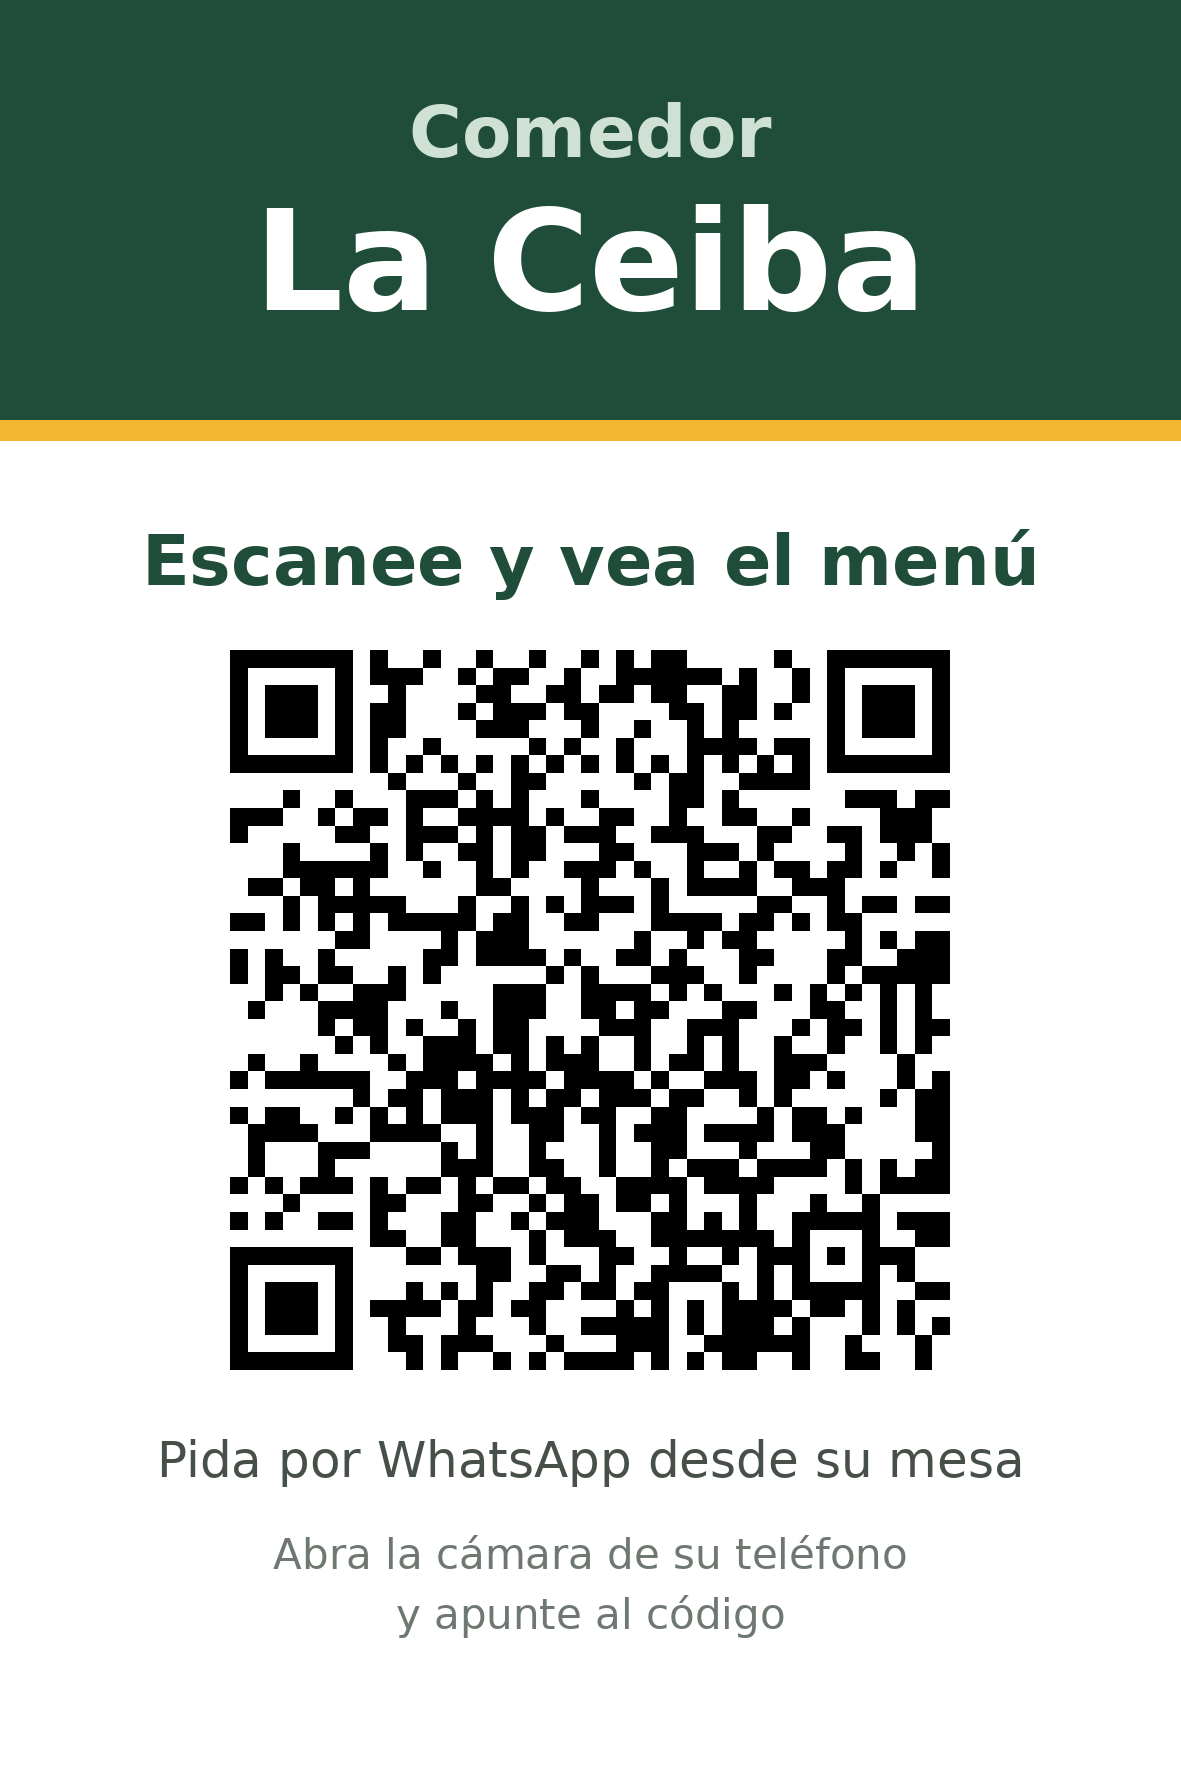 Comedor
La Ceiba
Escanee y vea el menú
Pida por WhatsApp desde su mesa
Abra la cámara de su teléfono
y apunte al código